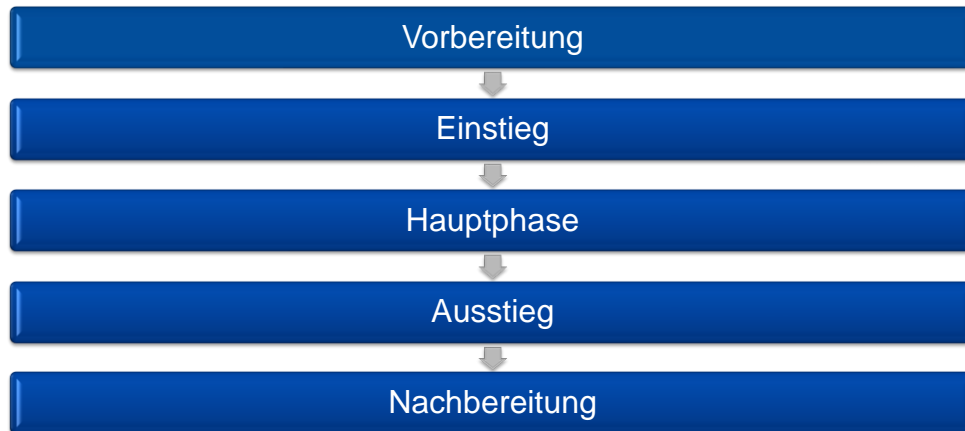 Vorbereitung
Einstieg
Hauptphase
Ausstieg
Nachbereitung